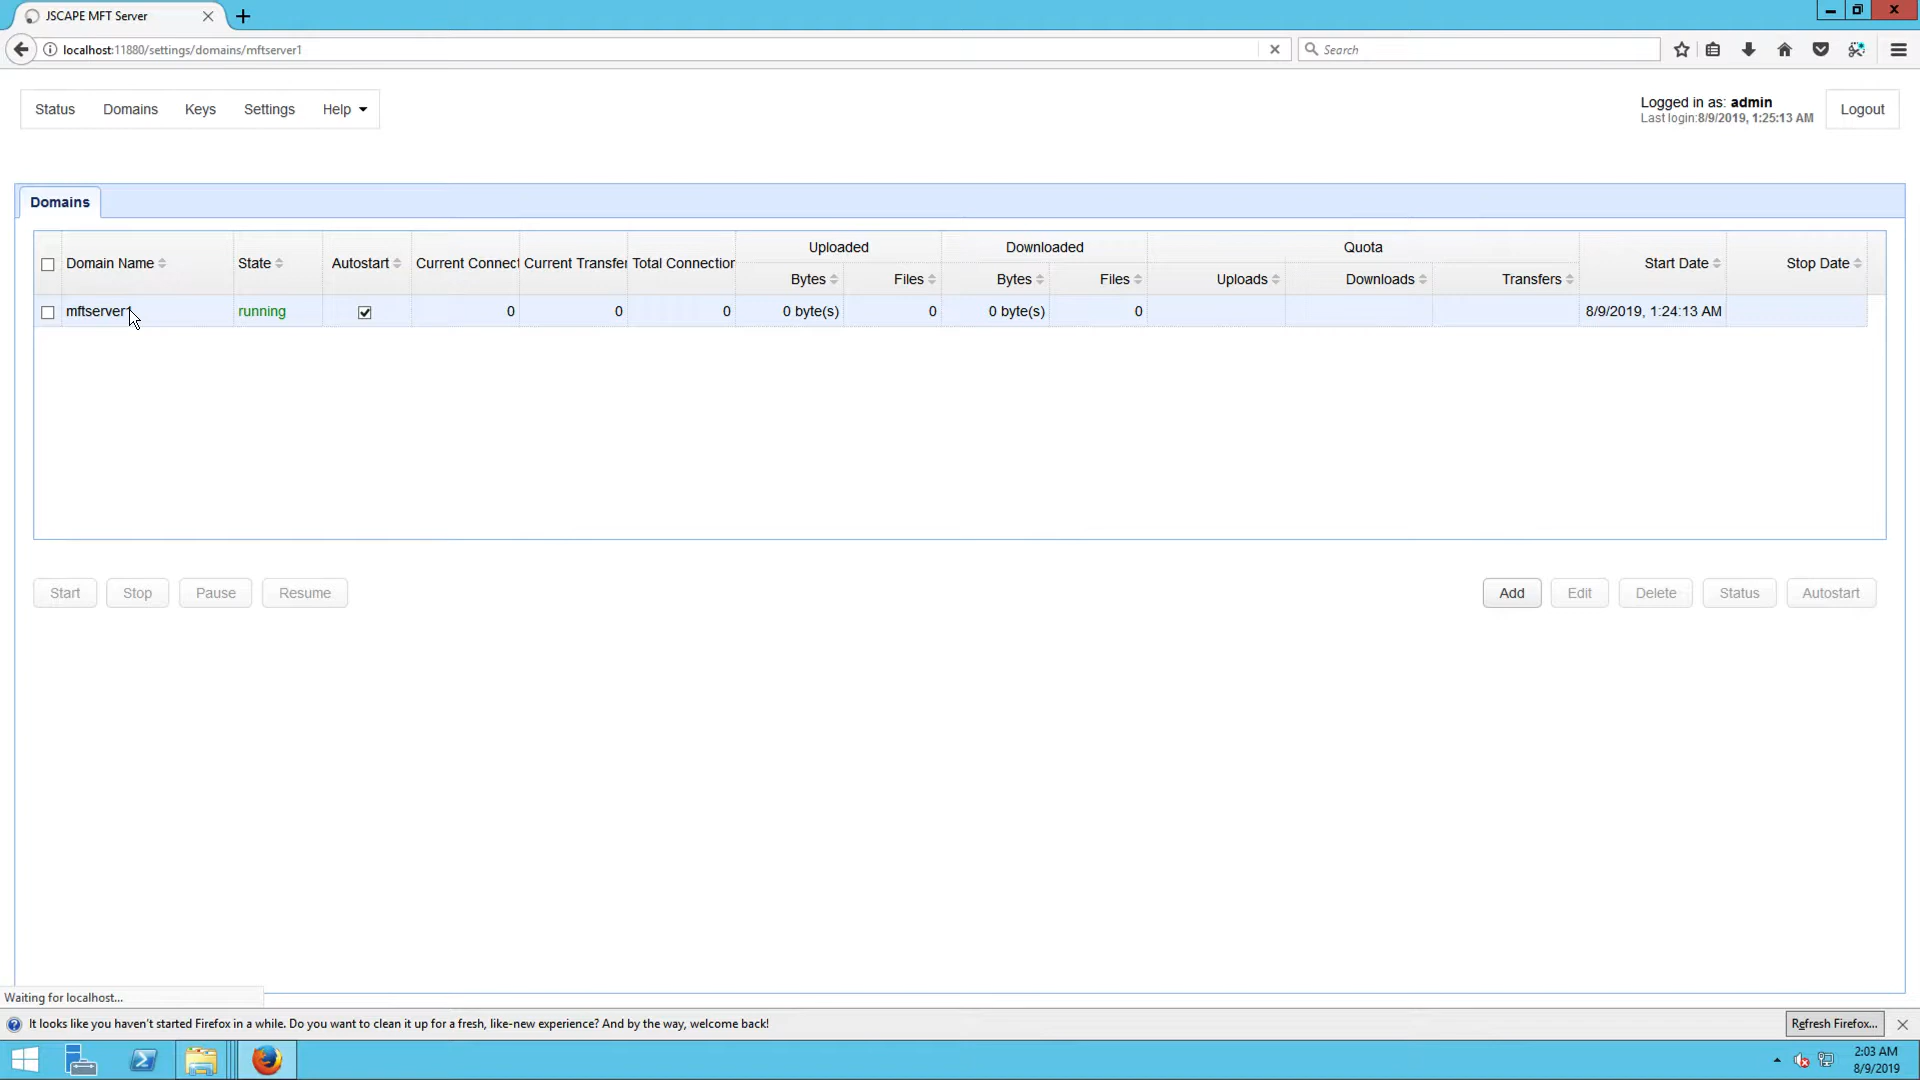 JSCAPE MFT Server
localhost:11880/settings/domains/mftserver1
Search
Status Domains Keys Settings Help
Logged in as: admin
Last login:8/9/2019, 1:25:13 AM
Logout
Domains
Domain Name State Autostart Current Connect Current Transfer Total Connection Uploaded Downloaded Quota Start Date Stop Date
Bytes Files Bytes Files Uploads Downloads Transfers
mftserver1 running 0 0 0 0 byte(s) 0 0 byte(s) 0 8/9/2019, 1:24:13 AM
Start Stop Pause Resume Add Edit Delete Status Autostart
Waiting for localhost...
It looks like you haven't started Firefox in a while. Do you want to clean it up for a fresh, like-new experience? And by the way, welcome back!
Refresh Firefox...
2:03 AM
8/9/2019